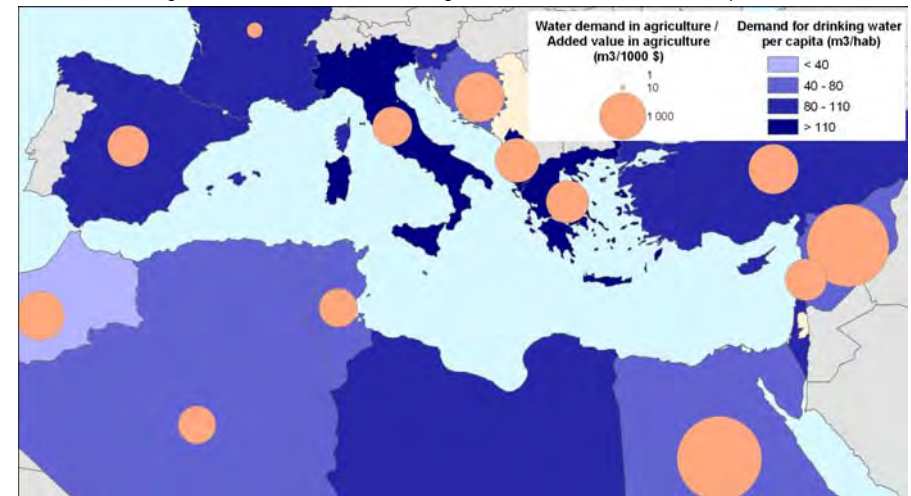 Water demand in agriculture /
Added value in agriculture
(m3/1000 $)
1
10
1 000
Demand for drinking water
per capita (m3/hab)
< 40
40 - 80
80 - 110
> 110